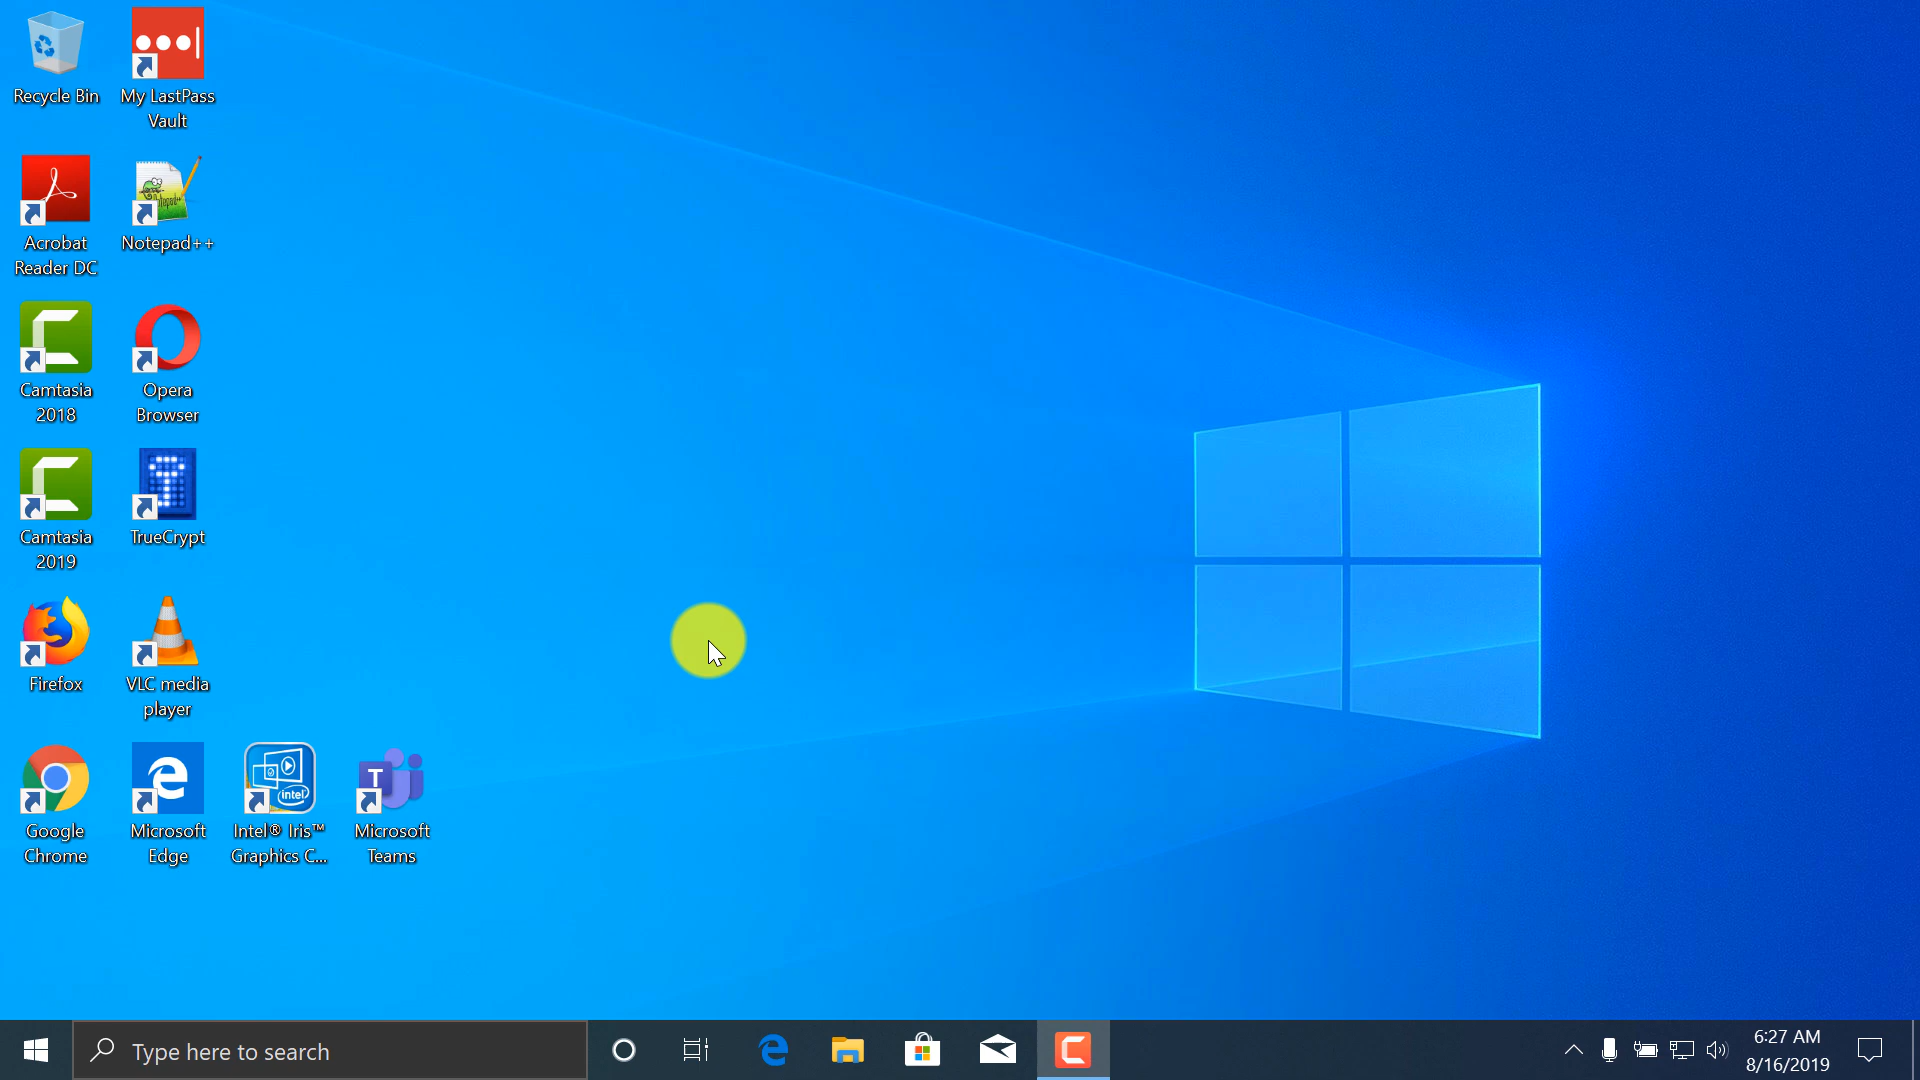 Recycle Bin
My LastPass
Vault
Acrobat
Reader DC
Notepad++
Camtasia
2018
Opera
Browser
Camtasia
2019
TrueCrypt
Firefox
VLC media
player
Google
Chrome
Microsoft
Edge
intel
Intel® Iris™
Graphics C...
T
Microsoft
Teams
Type here to search
6:27 AM
8/16/2019